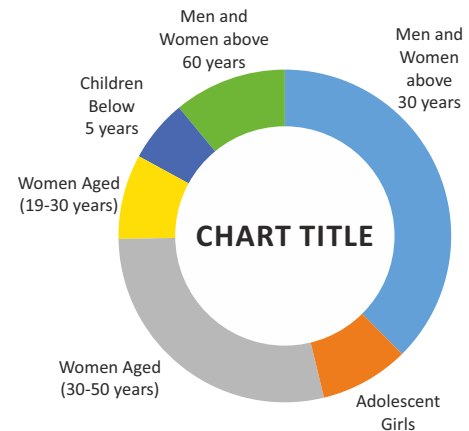 Men and
Women above
60 years
Men and
Women
above
30 years
Children
Below
5 years
Women Aged
(19-30 years)
CHART TITLE
Women Aged
(30-50 years)
Adolescent
Girls